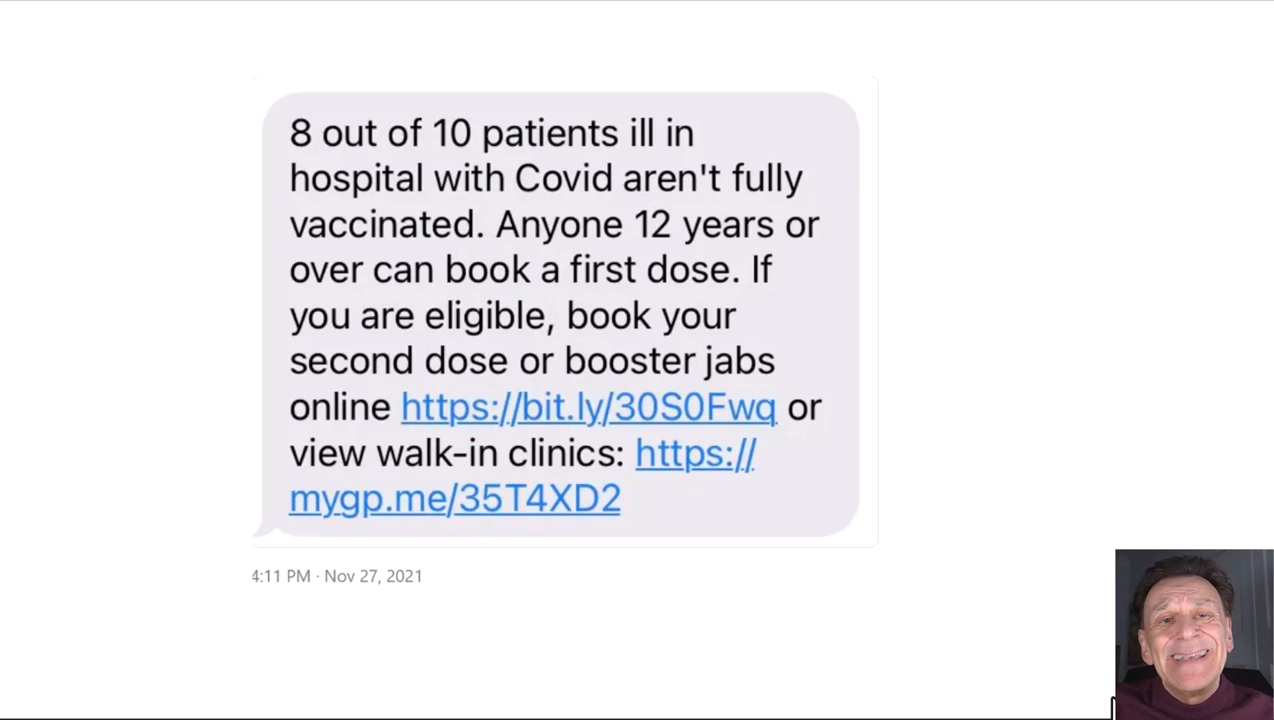 8 out of 10 patients ill in
hospital with Covid aren't fully
vaccinated. Anyone 12 years or
over can book a first dose. If
you are eligible, book your
second dose or booster jabs
online https://bit.ly/30S0Fwq or
view walk-in clinics: https://
mygp.me/35T4XD2
4:11 PM · Nov 27, 2021